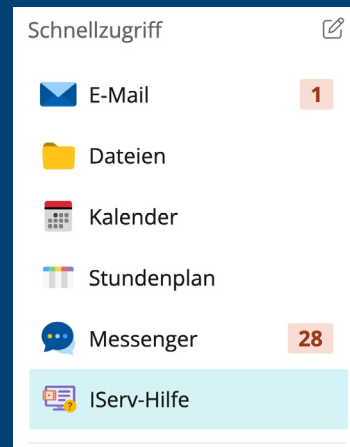 Schnellzugriff
E-Mail 1
Dateien
Kalender
Stundenplan
Messenger 28
IServ-Hilfe